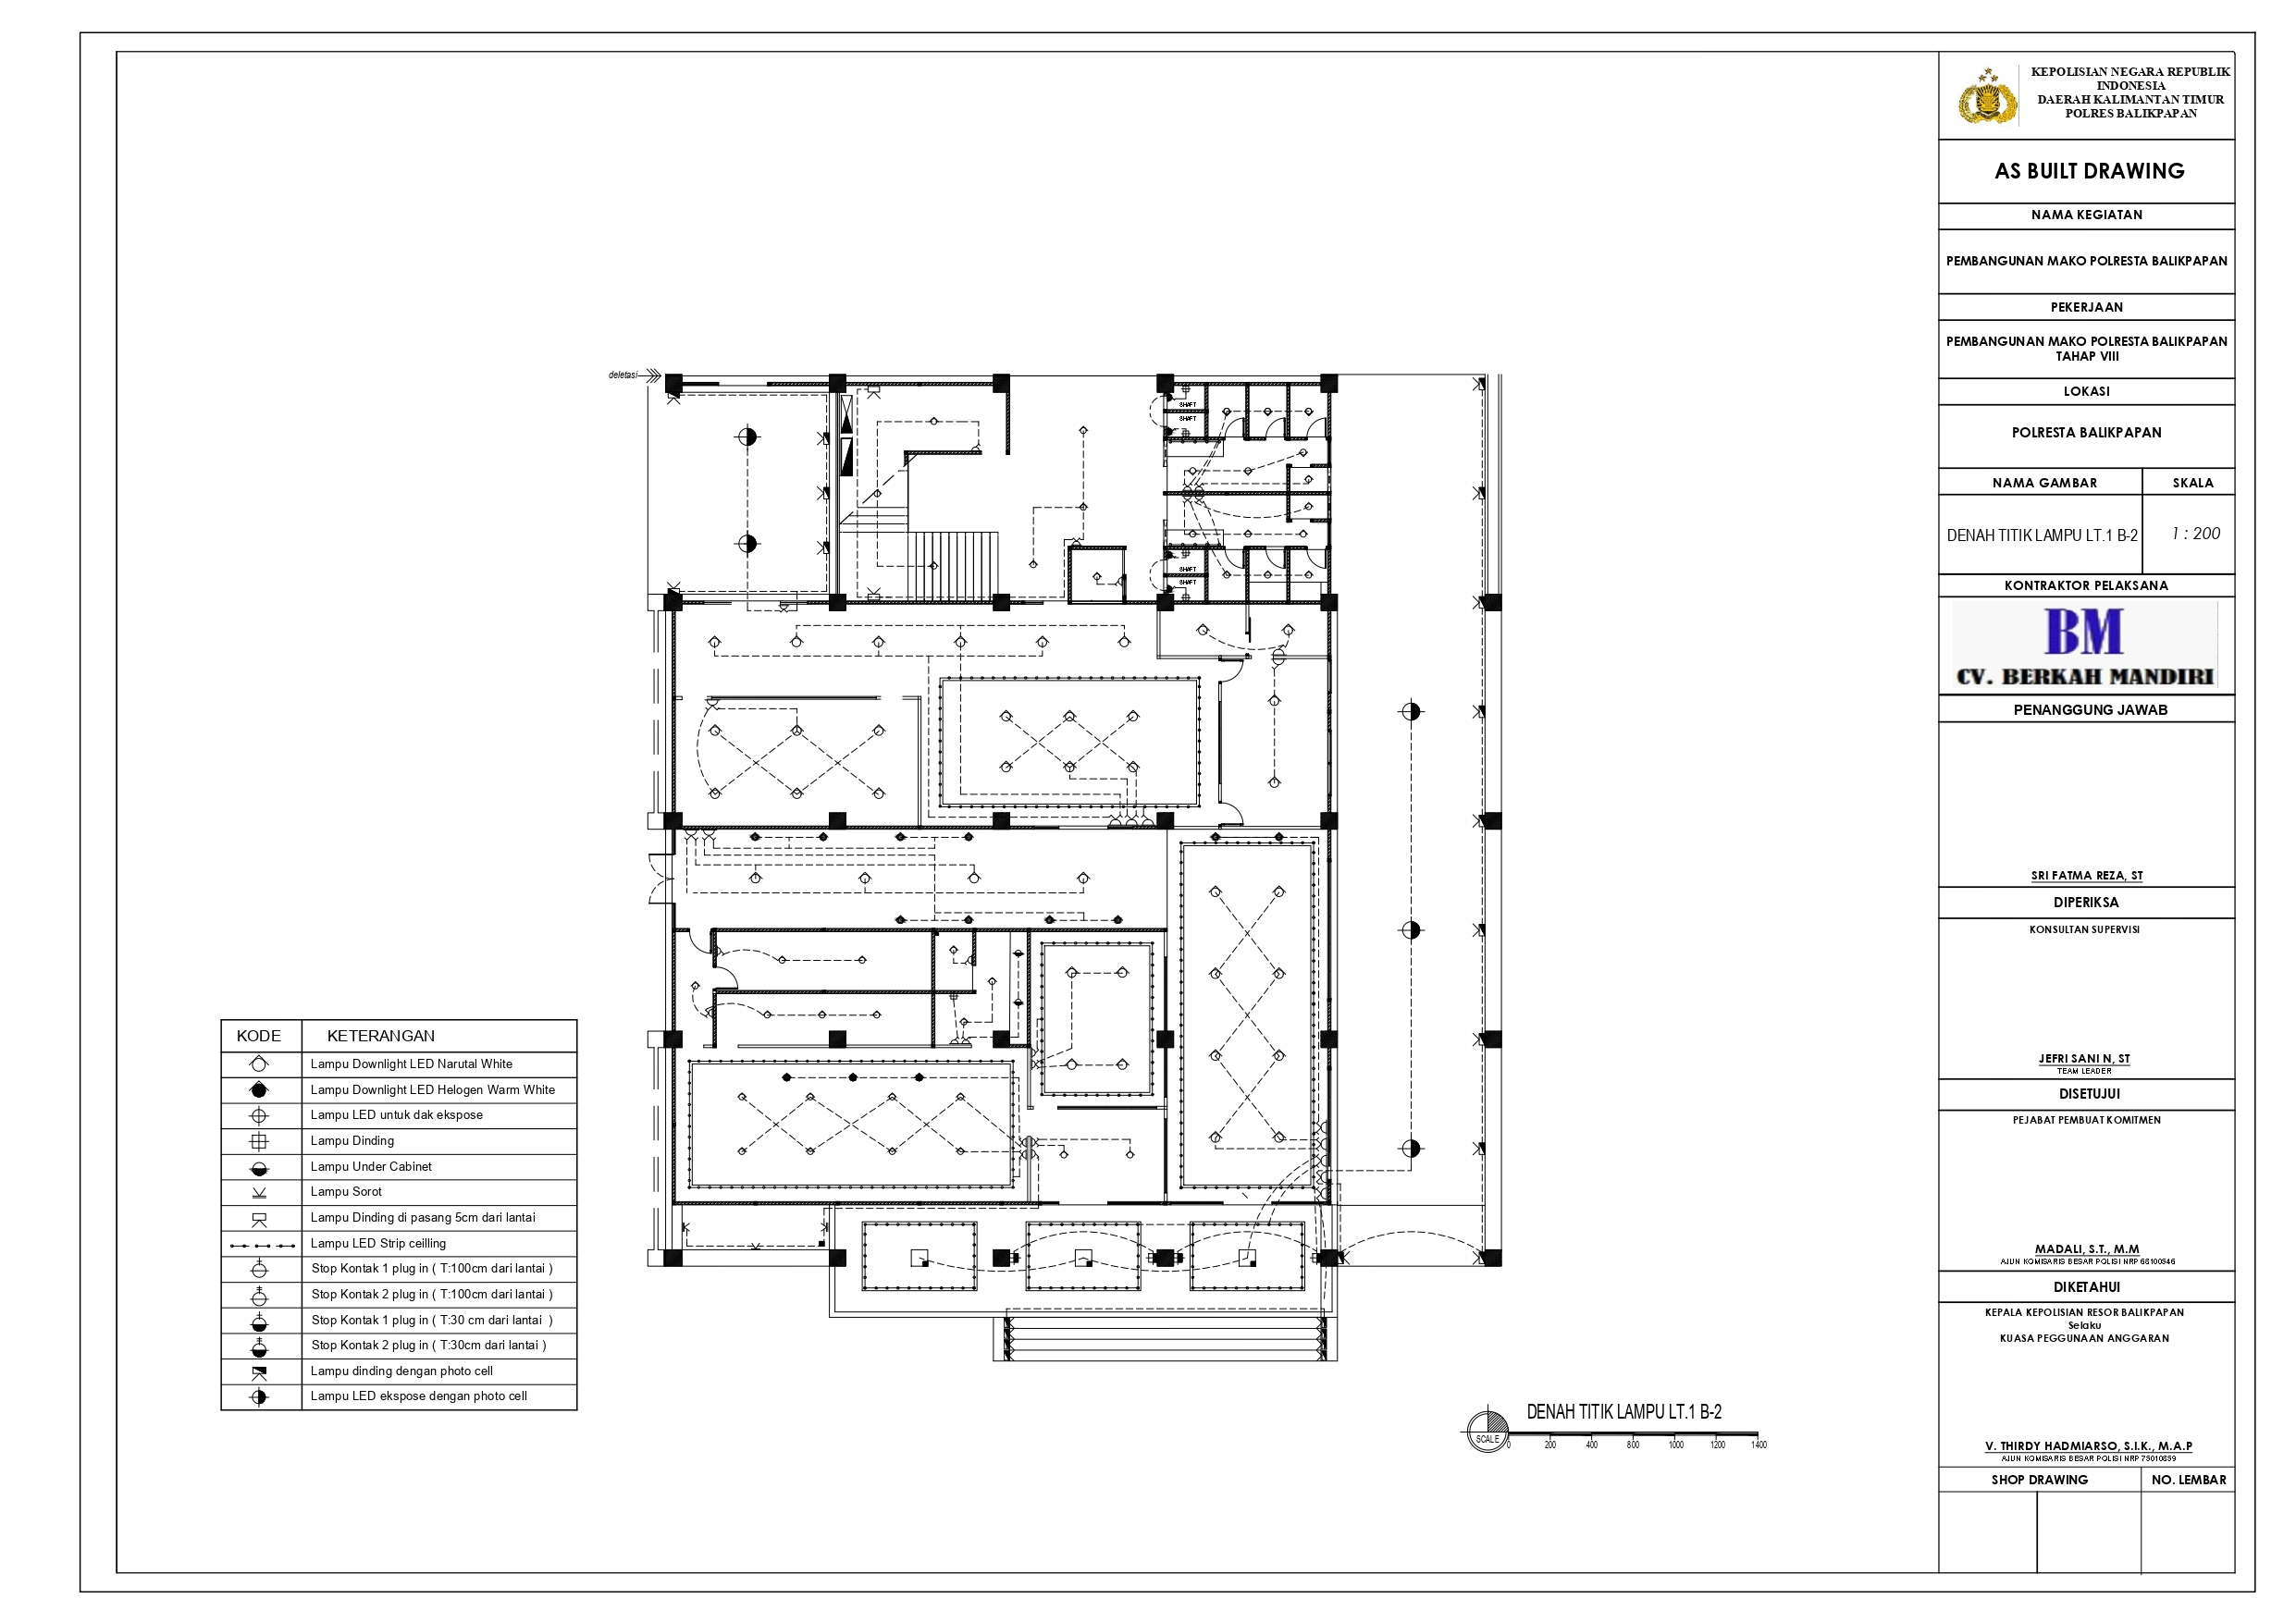 KEPOLISIAN NEGARA REPUBLIK
INDONESIA
DAERAH KALIMANTAN TIMUR
POLRES BALIKPAPAN
AS BUILT DRAWING
NAMA KEGIATAN
PEMBANGUNAN MAKO POLRESTA BALIKPAPAN
PEKERJAAN
PEMBANGUNAN MAKO POLRESTA BALIKPAPAN
TAHAP VIII
LOKASI
POLRESTA BALIKPAPAN
NAMA GAMBAR SKALA
DENAH TITIK LAMPU LT.1 B-2 1 : 200
KONTRAKTOR PELAKSANA
BM
CV. BERKAH MANDIRI
PENANGGUNG JAWAB
SRI FATMA REZA, ST
DIPERIKSA
KONSULTAN SUPERVISI
JEFRI SANI N, ST
TEAM LEADER
DISETUJUI
PEJABAT PEMBUAT KOMITMEN
MADALI, S.T., M.M
AJUN KOMISARIS BESAR POLISI NRP 68100346
DIKETAHUI
KEPALA KEPOLISIAN RESOR BALIKPAPAN
Selaku
KUASA PEGGUNAAN ANGGARAN
V. THIRDY HADMIARSO, S.I.K., M.A.P
AJUN KOMISARIS BESAR POLISI NRP 75010899
SHOP DRAWING NO. LEMBAR
deletasi
SHAFT
SHAFT
SHAFT
SHAFT
KODE KETERANGAN
Lampu Downlight LED Narutal White
Lampu Downlight LED Helogen Warm White
Lampu LED untuk dak ekspose
Lampu Dinding
Lampu Under Cabinet
Lampu Sorot
Lampu Dinding di pasang 5cm dari lantai
Lampu LED Strip ceilling
Stop Kontak 1 plug in ( T:100cm dari lantai )
Stop Kontak 2 plug in ( T:100cm dari lantai )
Stop Kontak 1 plug in ( T:30 cm dari lantai )
Stop Kontak 2 plug in ( T:30cm dari lantai )
Lampu dinding dengan photo cell
Lampu LED ekspose dengan photo cell
DENAH TITIK LAMPU LT.1 B-2
SCALE
0 200 400 800 1000 1200 1400